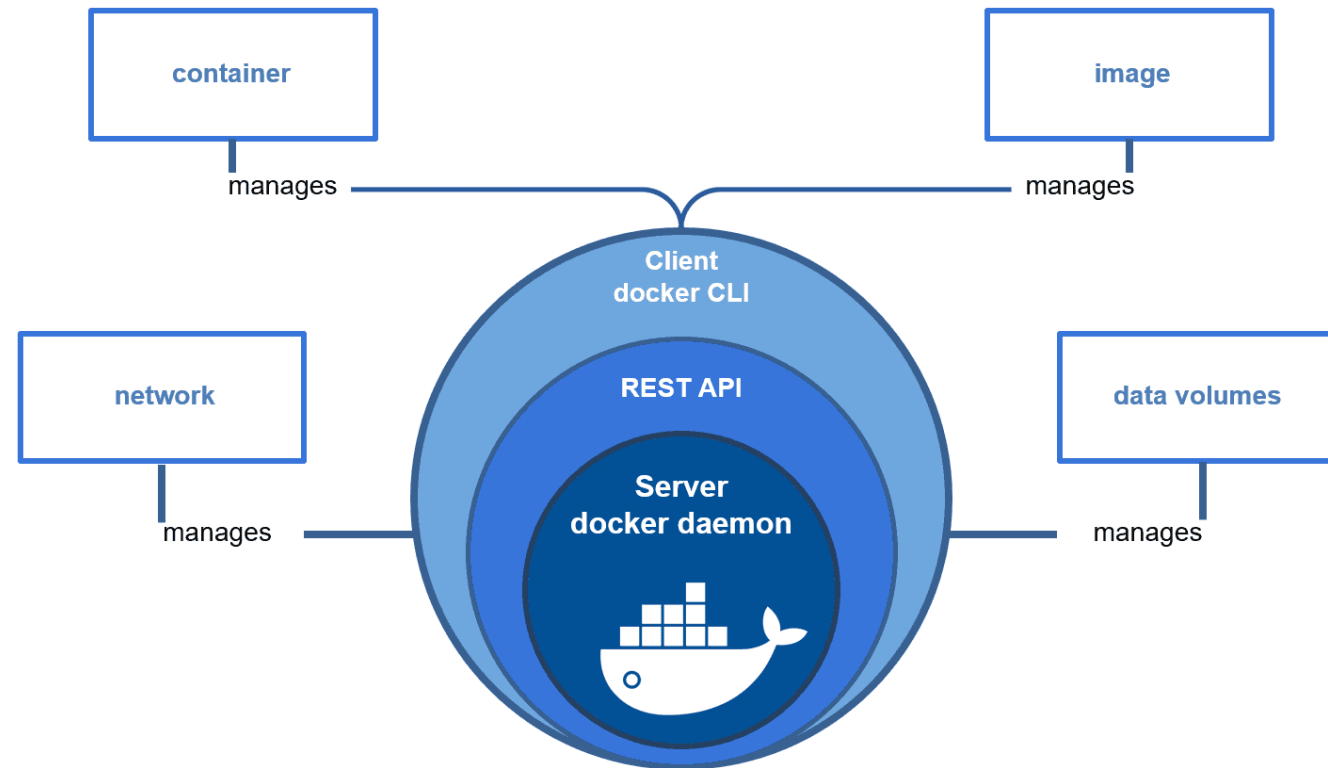 container
image
manages
manages
Client
docker CLI
network
REST API
data volumes
Server
docker daemon
manages
manages